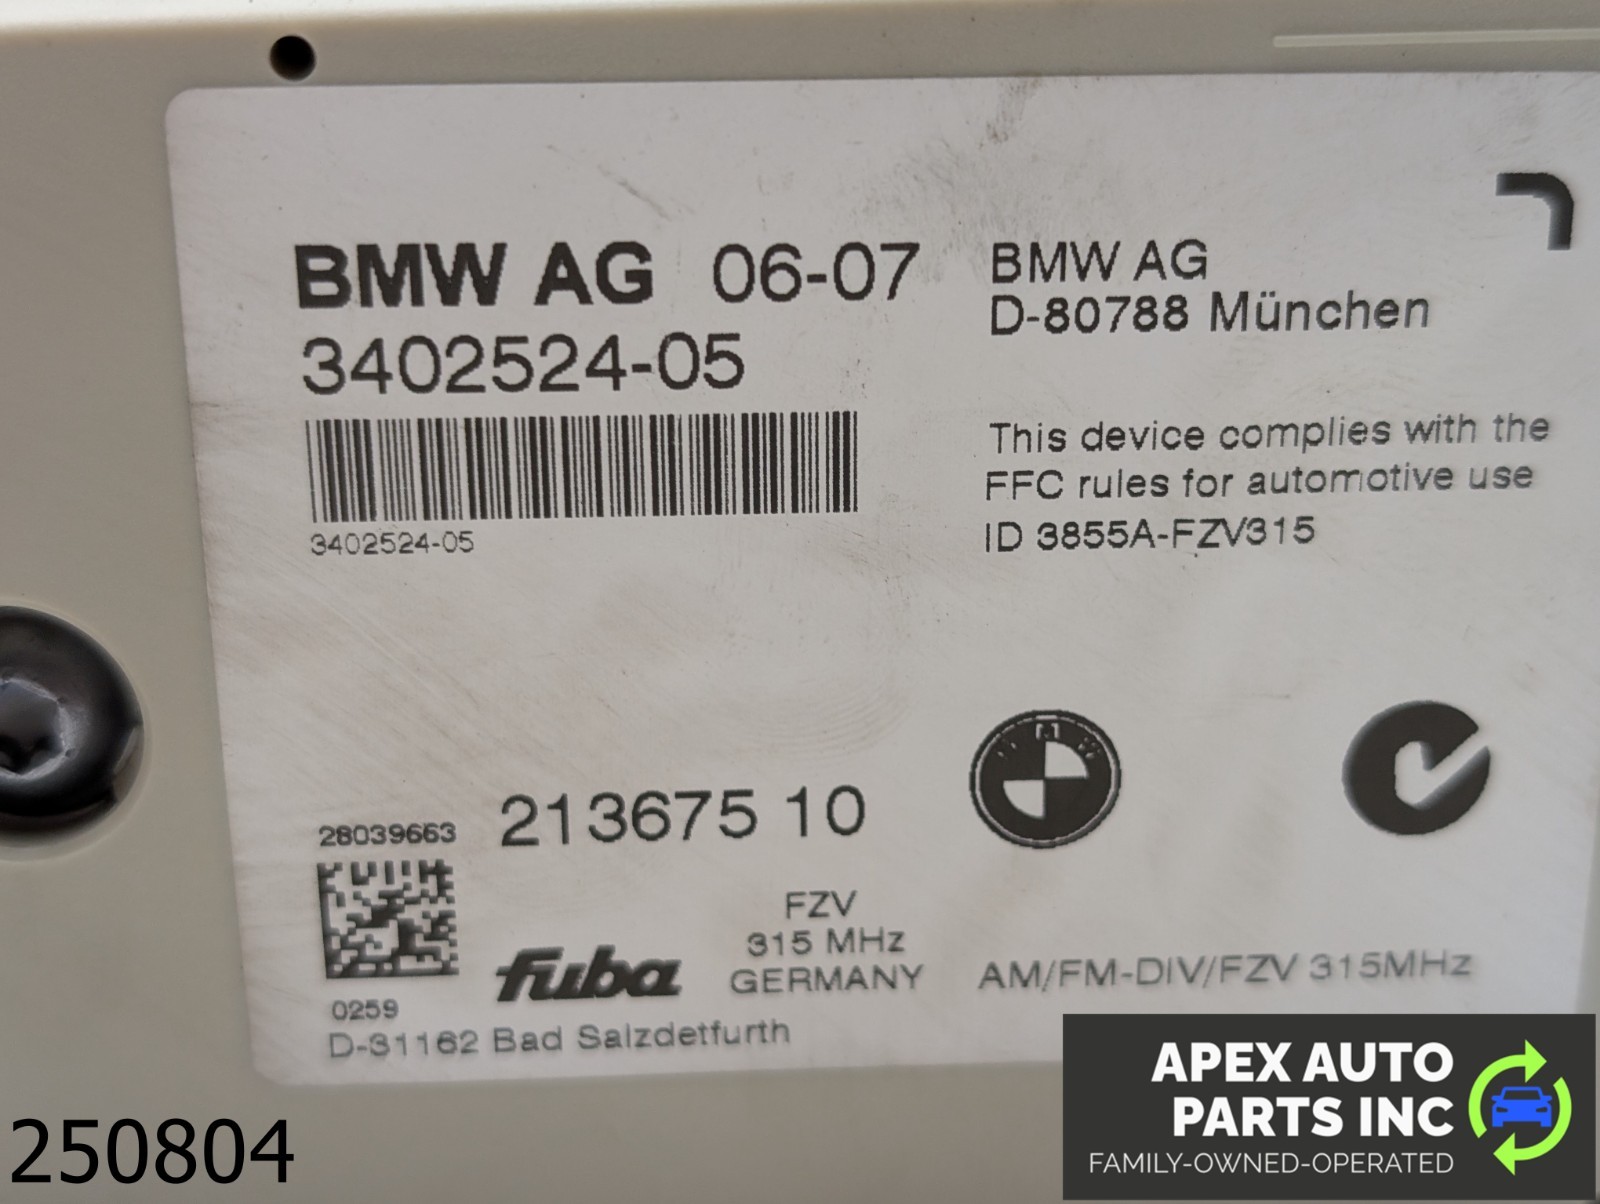 BMW AG 06-07
3402524-05
3402524-05
BMW AG
D-80788 München
This device complies with the
FFC rules for automotive use
ID 3855A-FZV315
28039663
213675 10
0259
fuba
FZV
315 MHz
GERMANY
AM/FM-DIV/FZV 315MHz
D-31162 Bad Salzdetfurth
250804
APEX AUTO
PARTS INC
FAMILY-OWNED-OPERATED